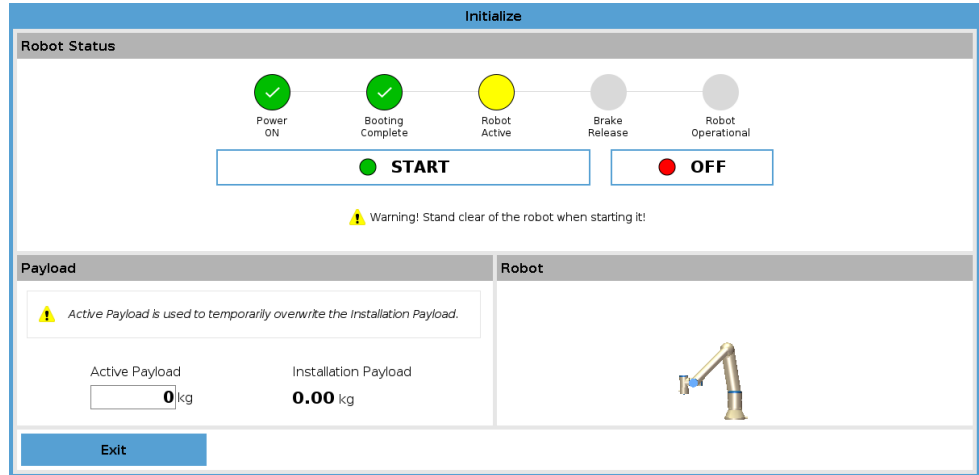 Initialize
Robot Status
Power
ON
Booting
Complete
Robot
Active
Brake
Release
Robot
Operational
START
OFF
Warning! Stand clear of the robot when starting it!
Payload
Robot
Active Payload is used to temporarily overwrite the Installation Payload.
Active Payload
Installation Payload
0 kg
0.00 kg
Exit